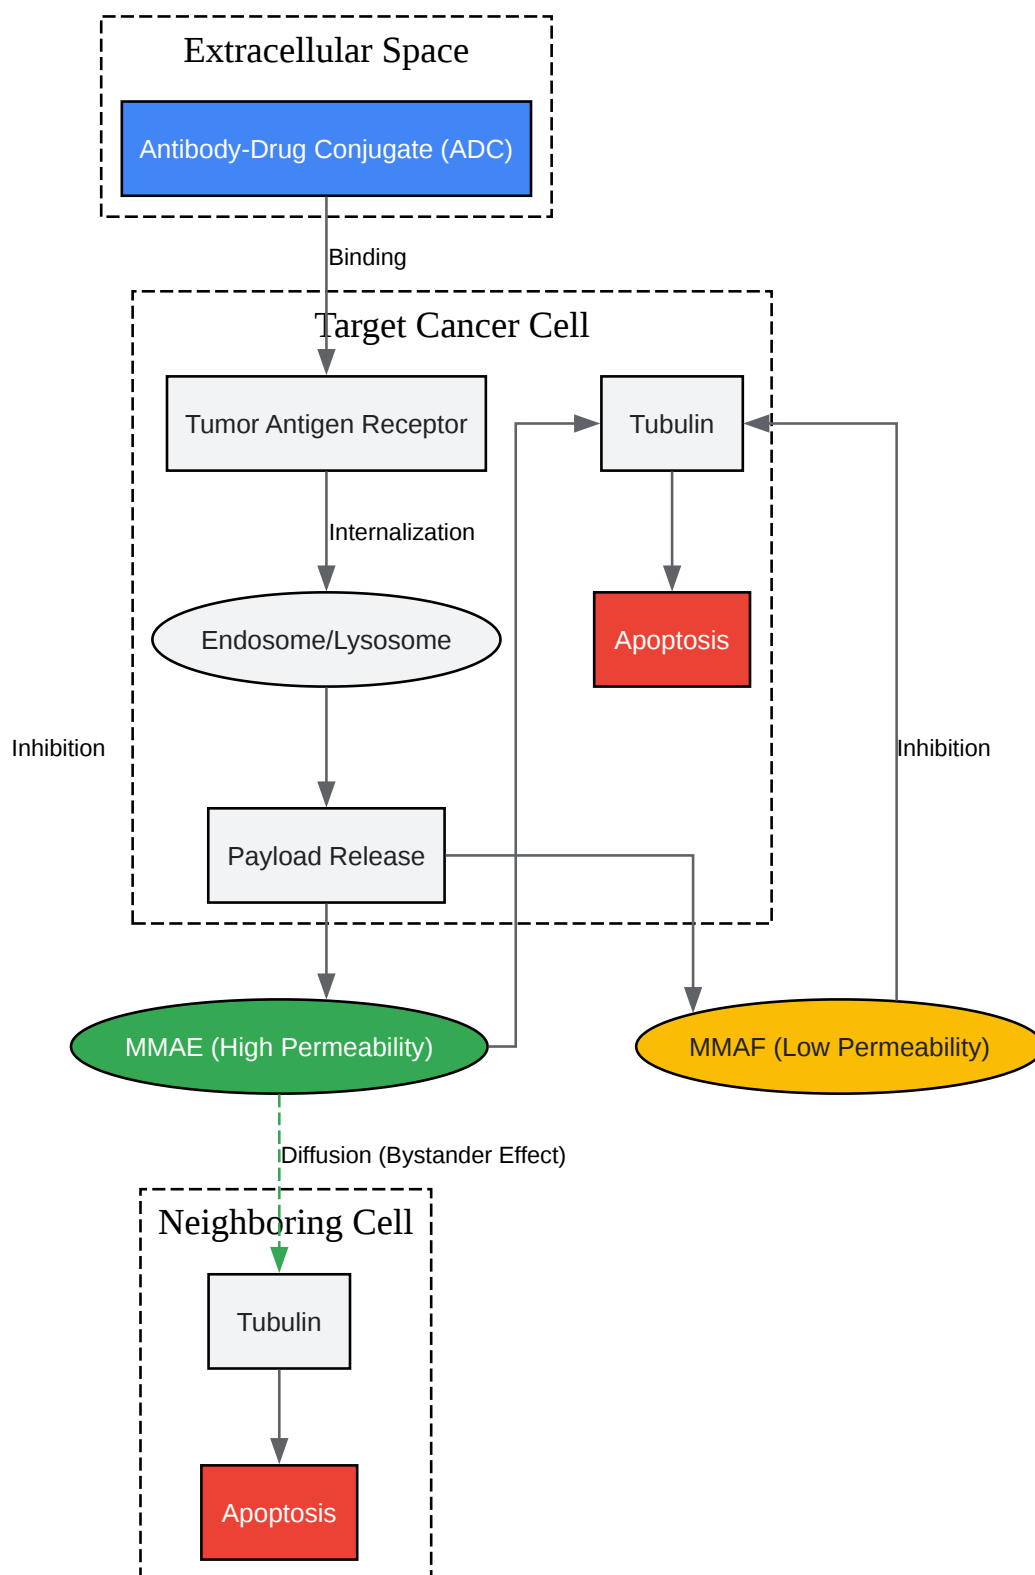 Extracellular Space
Antibody-Drug Conjugate (ADC)
Binding
Target Cancer Cell
Tumor Antigen Receptor
Tubulin
Internalization
Endosome/Lysosome
Apoptosis
Inhibition
Inhibition
Payload Release
MMAE (High Permeability)
MMAF (Low Permeability)
Diffusion (Bystander Effect)
Neighboring Cell
Tubulin
Apoptosis